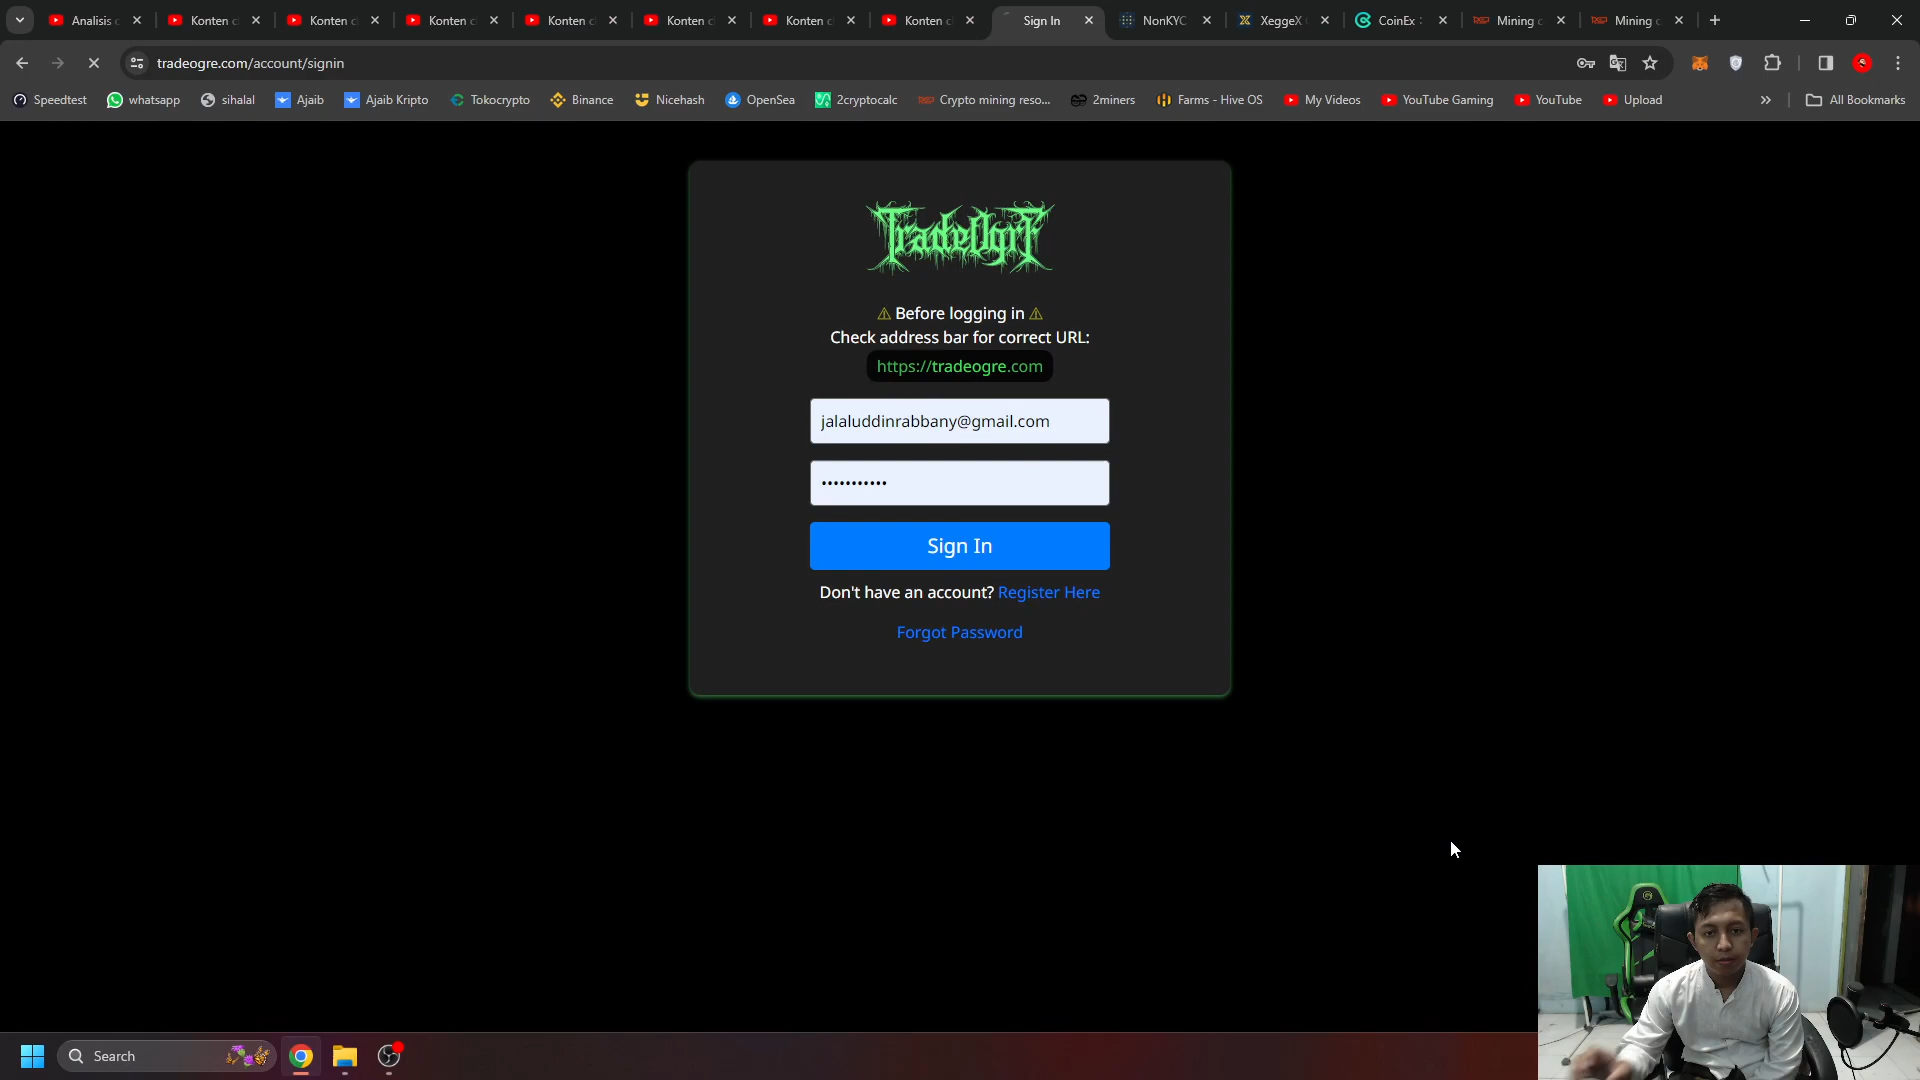 Analisis c
Konten c
Konten c
Konten c
Konten c
Konten c
Konten c
Konten c
Sign In
NonKYC
XeggeX
CoinEx :
Mining c
Mining c
tradeogre.com/account/signin
Speedtest
whatsapp
sihalal
Ajaib
Ajaib Kripto
Tokocrypto
Binance
Nicehash
OpenSea
2cryptocalc
Crypto mining reso...
2miners
Farms - Hive OS
My Videos
YouTube Gaming
YouTube
Upload
»
All Bookmarks
TradeOgre
⚠ Before logging in ⚠
Check address bar for correct URL:
https://tradeogre.com
jalaluddinrabbany@gmail.com
•••••••••••
Sign In
Don't have an account? Register Here
Forgot Password
Search